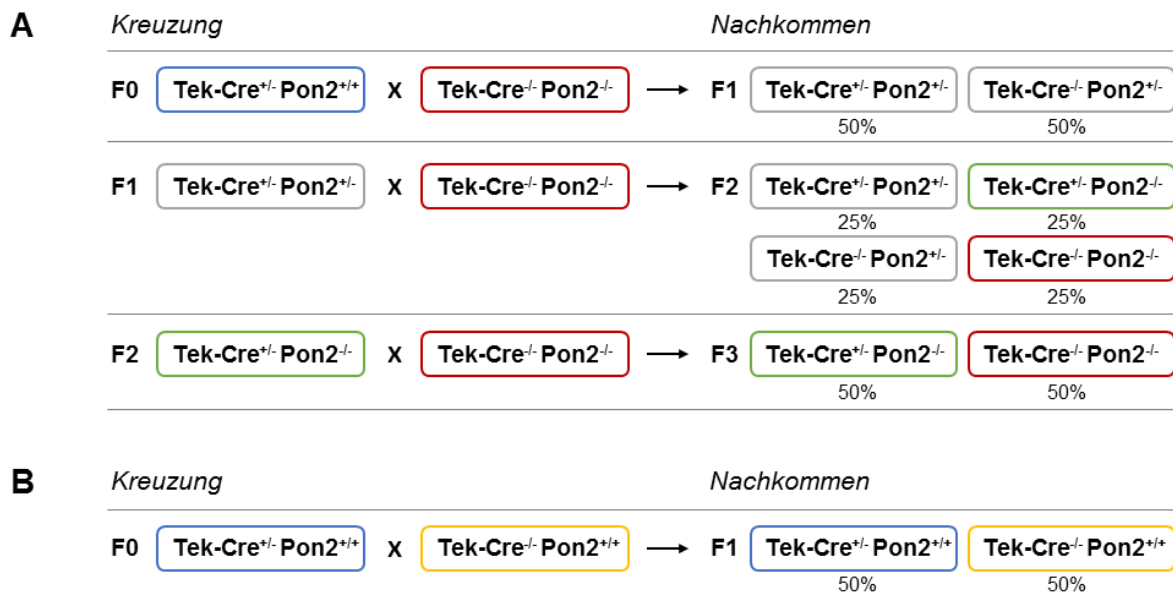 A Kreuzung Nachkommen
F0 Tek-Cre+/- Pon2+/+ X Tek-Cre-/- Pon2-/- → F1 Tek-Cre+/- Pon2+/- Tek-Cre-/- Pon2+/-
50% 50%
F1 Tek-Cre+/- Pon2+/- X Tek-Cre-/- Pon2-/- → F2 Tek-Cre+/- Pon2+/- Tek-Cre+/- Pon2-/-
25% 25%
Tek-Cre-/- Pon2+/- Tek-Cre-/- Pon2-/-
25% 25%
F2 Tek-Cre+/- Pon2-/- X Tek-Cre-/- Pon2-/- → F3 Tek-Cre+/- Pon2-/- Tek-Cre-/- Pon2-/-
50% 50%
B Kreuzung Nachkommen
F0 Tek-Cre+/- Pon2+/+ X Tek-Cre-/- Pon2+/+ → F1 Tek-Cre+/- Pon2+/+ Tek-Cre-/- Pon2+/+
50% 50%